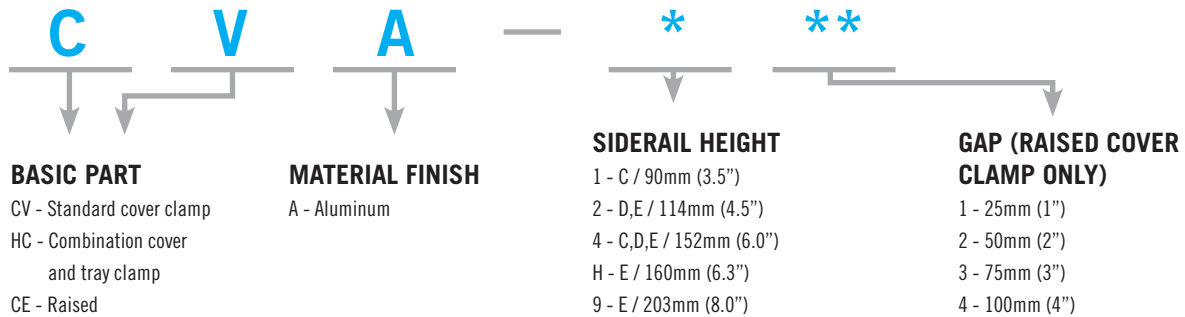 C V A — * **
BASIC PART
CV - Standard cover clamp
HC - Combination cover
and tray clamp
CE - Raised
MATERIAL FINISH
A - Aluminum
SIDERAIL HEIGHT
1 - C / 90mm (3.5”)
2 - D,E / 114mm (4.5”)
4 - C,D,E / 152mm (6.0”)
H - E / 160mm (6.3”)
9 - E / 203mm (8.0”)
GAP (RAISED COVER
CLAMP ONLY)
1 - 25mm (1”)
2 - 50mm (2”)
3 - 75mm (3”)
4 - 100mm (4”)